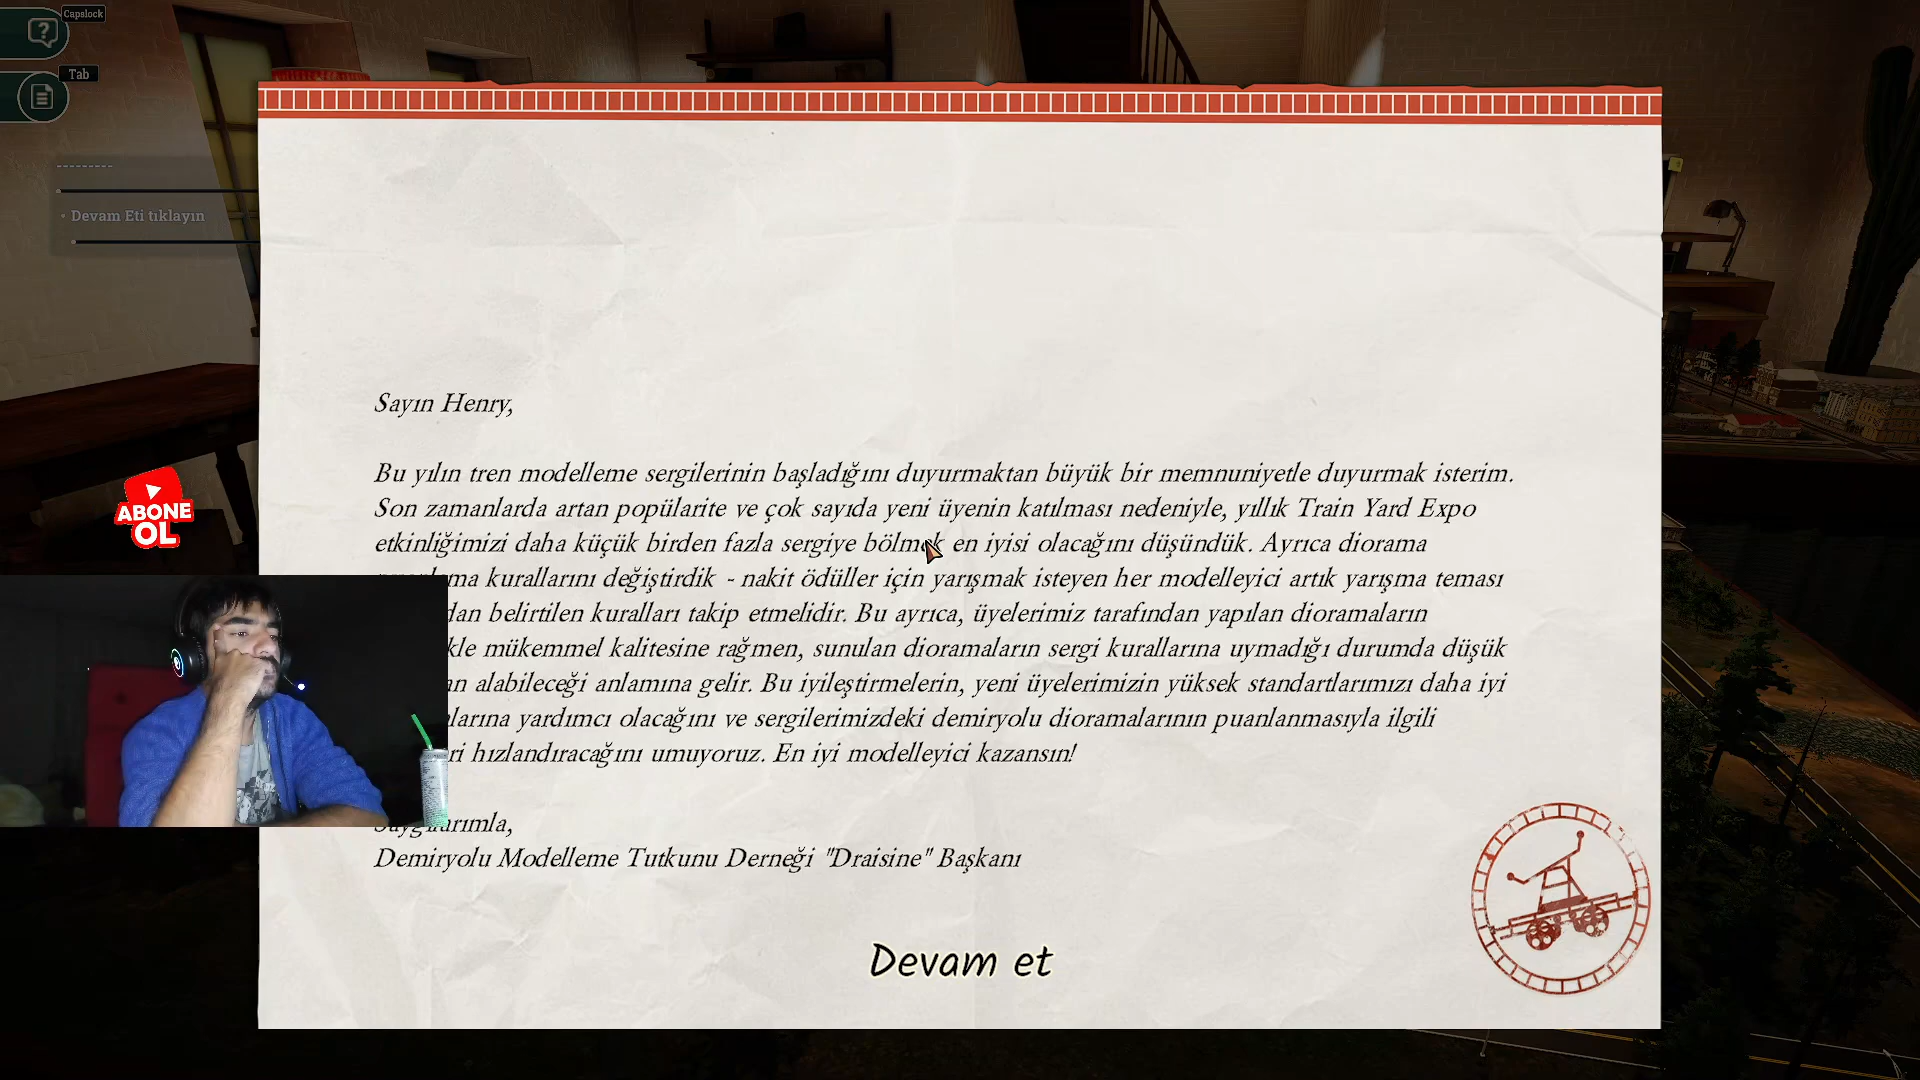 Capslock
Tab
---------
• Devam Eti tıklayın
Sayın Henry,
Bu yılın tren modelleme sergilerinin başladığını duyurmaktan büyük bir memnuniyetle duyurmak isterim.
Son zamanlarda artan popülarite ve çok sayıda yeni üyenin katılması nedeniyle, yıllık Train Yard Expo
etkinliğimizi daha küçük birden fazla sergiye bölmek en iyisi olacağını düşündük. Ayrıca diorama
kurallarını değiştirdik - nakit ödüller için yarışmak isteyen her modelleyici artık yarışma teması
belirtilen kuralları takip etmelidir. Bu ayrıca, üyelerimiz tarafından yapılan dioramaların
mükemmel kalitesine rağmen, sunulan dioramaların sergi kurallarına uymadığı durumda düşük
alabileceği anlamına gelir. Bu iyileştirmelerin, yeni üyelerimizin yüksek standartlarımızı daha iyi
yardımcı olacağını ve sergilerimizdeki demiryolu dioramalarının puanlanmasıyla ilgili
hızlandıracağını umuyoruz. En iyi modelleyici kazansın!
Saygılarımla,
Demiryolu Modelleme Tutkunu Derneği "Draisine" Başkanı
Devam et
ABONE
OL